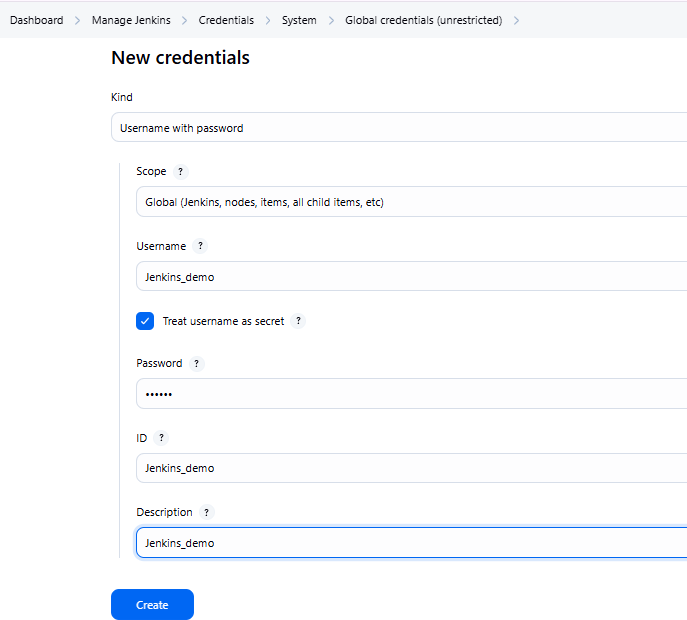 Dashboard > Manage Jenkins > Credentials > System > Global credentials (unrestricted) >
New credentials
Kind
Username with password
Scope ?
Global (Jenkins, nodes, items, all child items, etc)
Username ?
Jenkins_demo
Treat username as secret ?
Password ?
••••••
ID ?
Jenkins_demo
Description ?
Jenkins_demo
Create